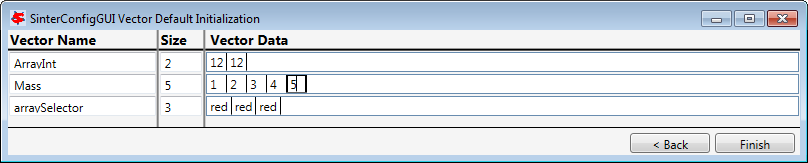 SinterConfigGUI Vector Default Initialization
Vector Name Size Vector Data
ArrayInt 2 12 12
Mass 5 1 2 3 4 5
arraySelector 3 red red red
< Back Finish